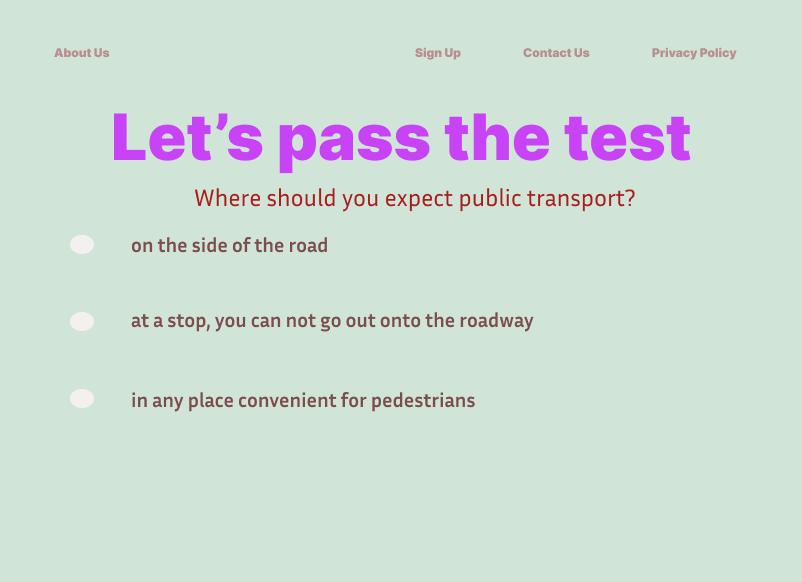 About Us Sign Up Contact Us Privacy Policy
Let’s pass the test
Where should you expect public transport?
on the side of the road
at a stop, you can not go out onto the roadway
in any place convenient for pedestrians